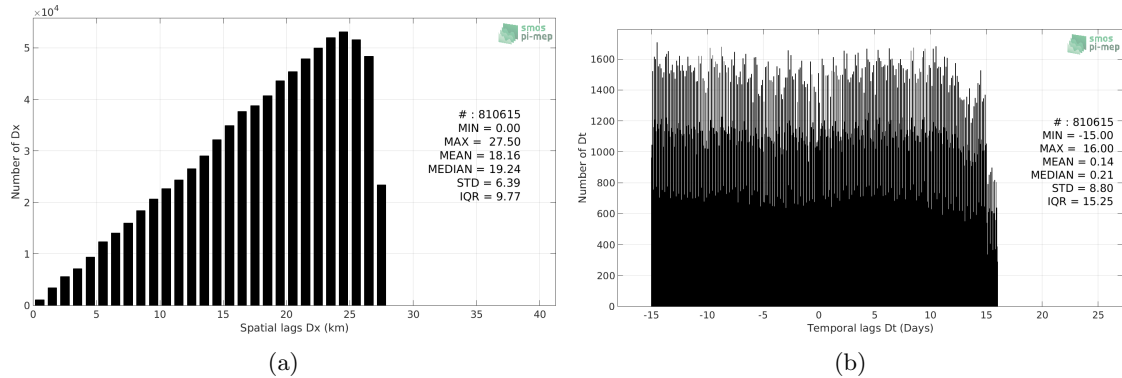 ×10⁴
smos
pi-mep
5
4
3
2
1
0
Number of Dx
# : 810615
MIN = 0.00
MAX = 27.50
MEAN = 18.16
MEDIAN = 19.24
STD = 6.39
IQR = 9.77
0 5 10 15 20 25 30 35 40
Spatial lags Dx (km)
(a)
smos
pi-mep
1600
1400
1200
1000
800
600
400
200
0
Number of Dt
# : 810615
MIN = -15.00
MAX = 16.00
MEAN = 0.14
MEDIAN = 0.21
STD = 8.80
IQR = 15.25
-15 -10 -5 0 5 10 15 20 25
Temporal lags Dt (Days)
(b)